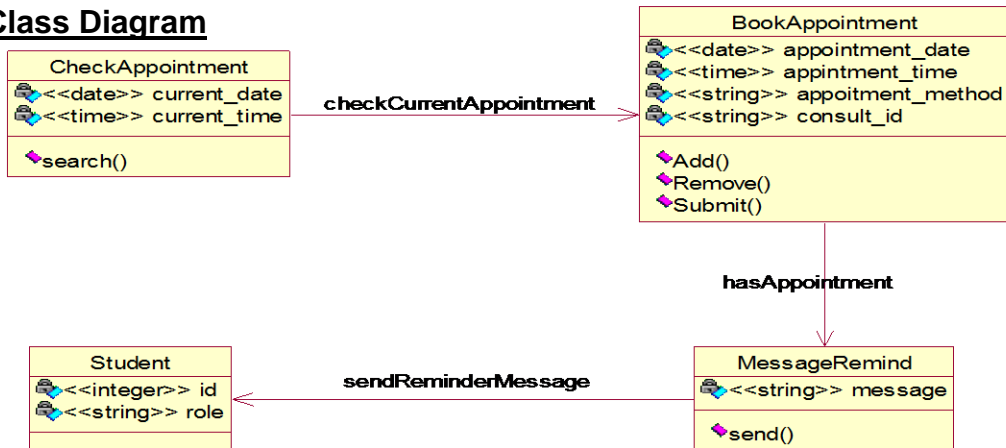 Class Diagram
CheckAppointment
<<date>> current_date
<<time>> current_time
search()
checkCurrentAppointment
BookAppointment
<<date>> appointment_date
<<time>> appintment_time
<<string>> appoitment_method
<<string>> consult_id
Add()
Remove()
Submit()
hasAppointment
Student
<<integer>> id
<<string>> role
sendReminderMessage
MessageRemind
<<string>> message
send()